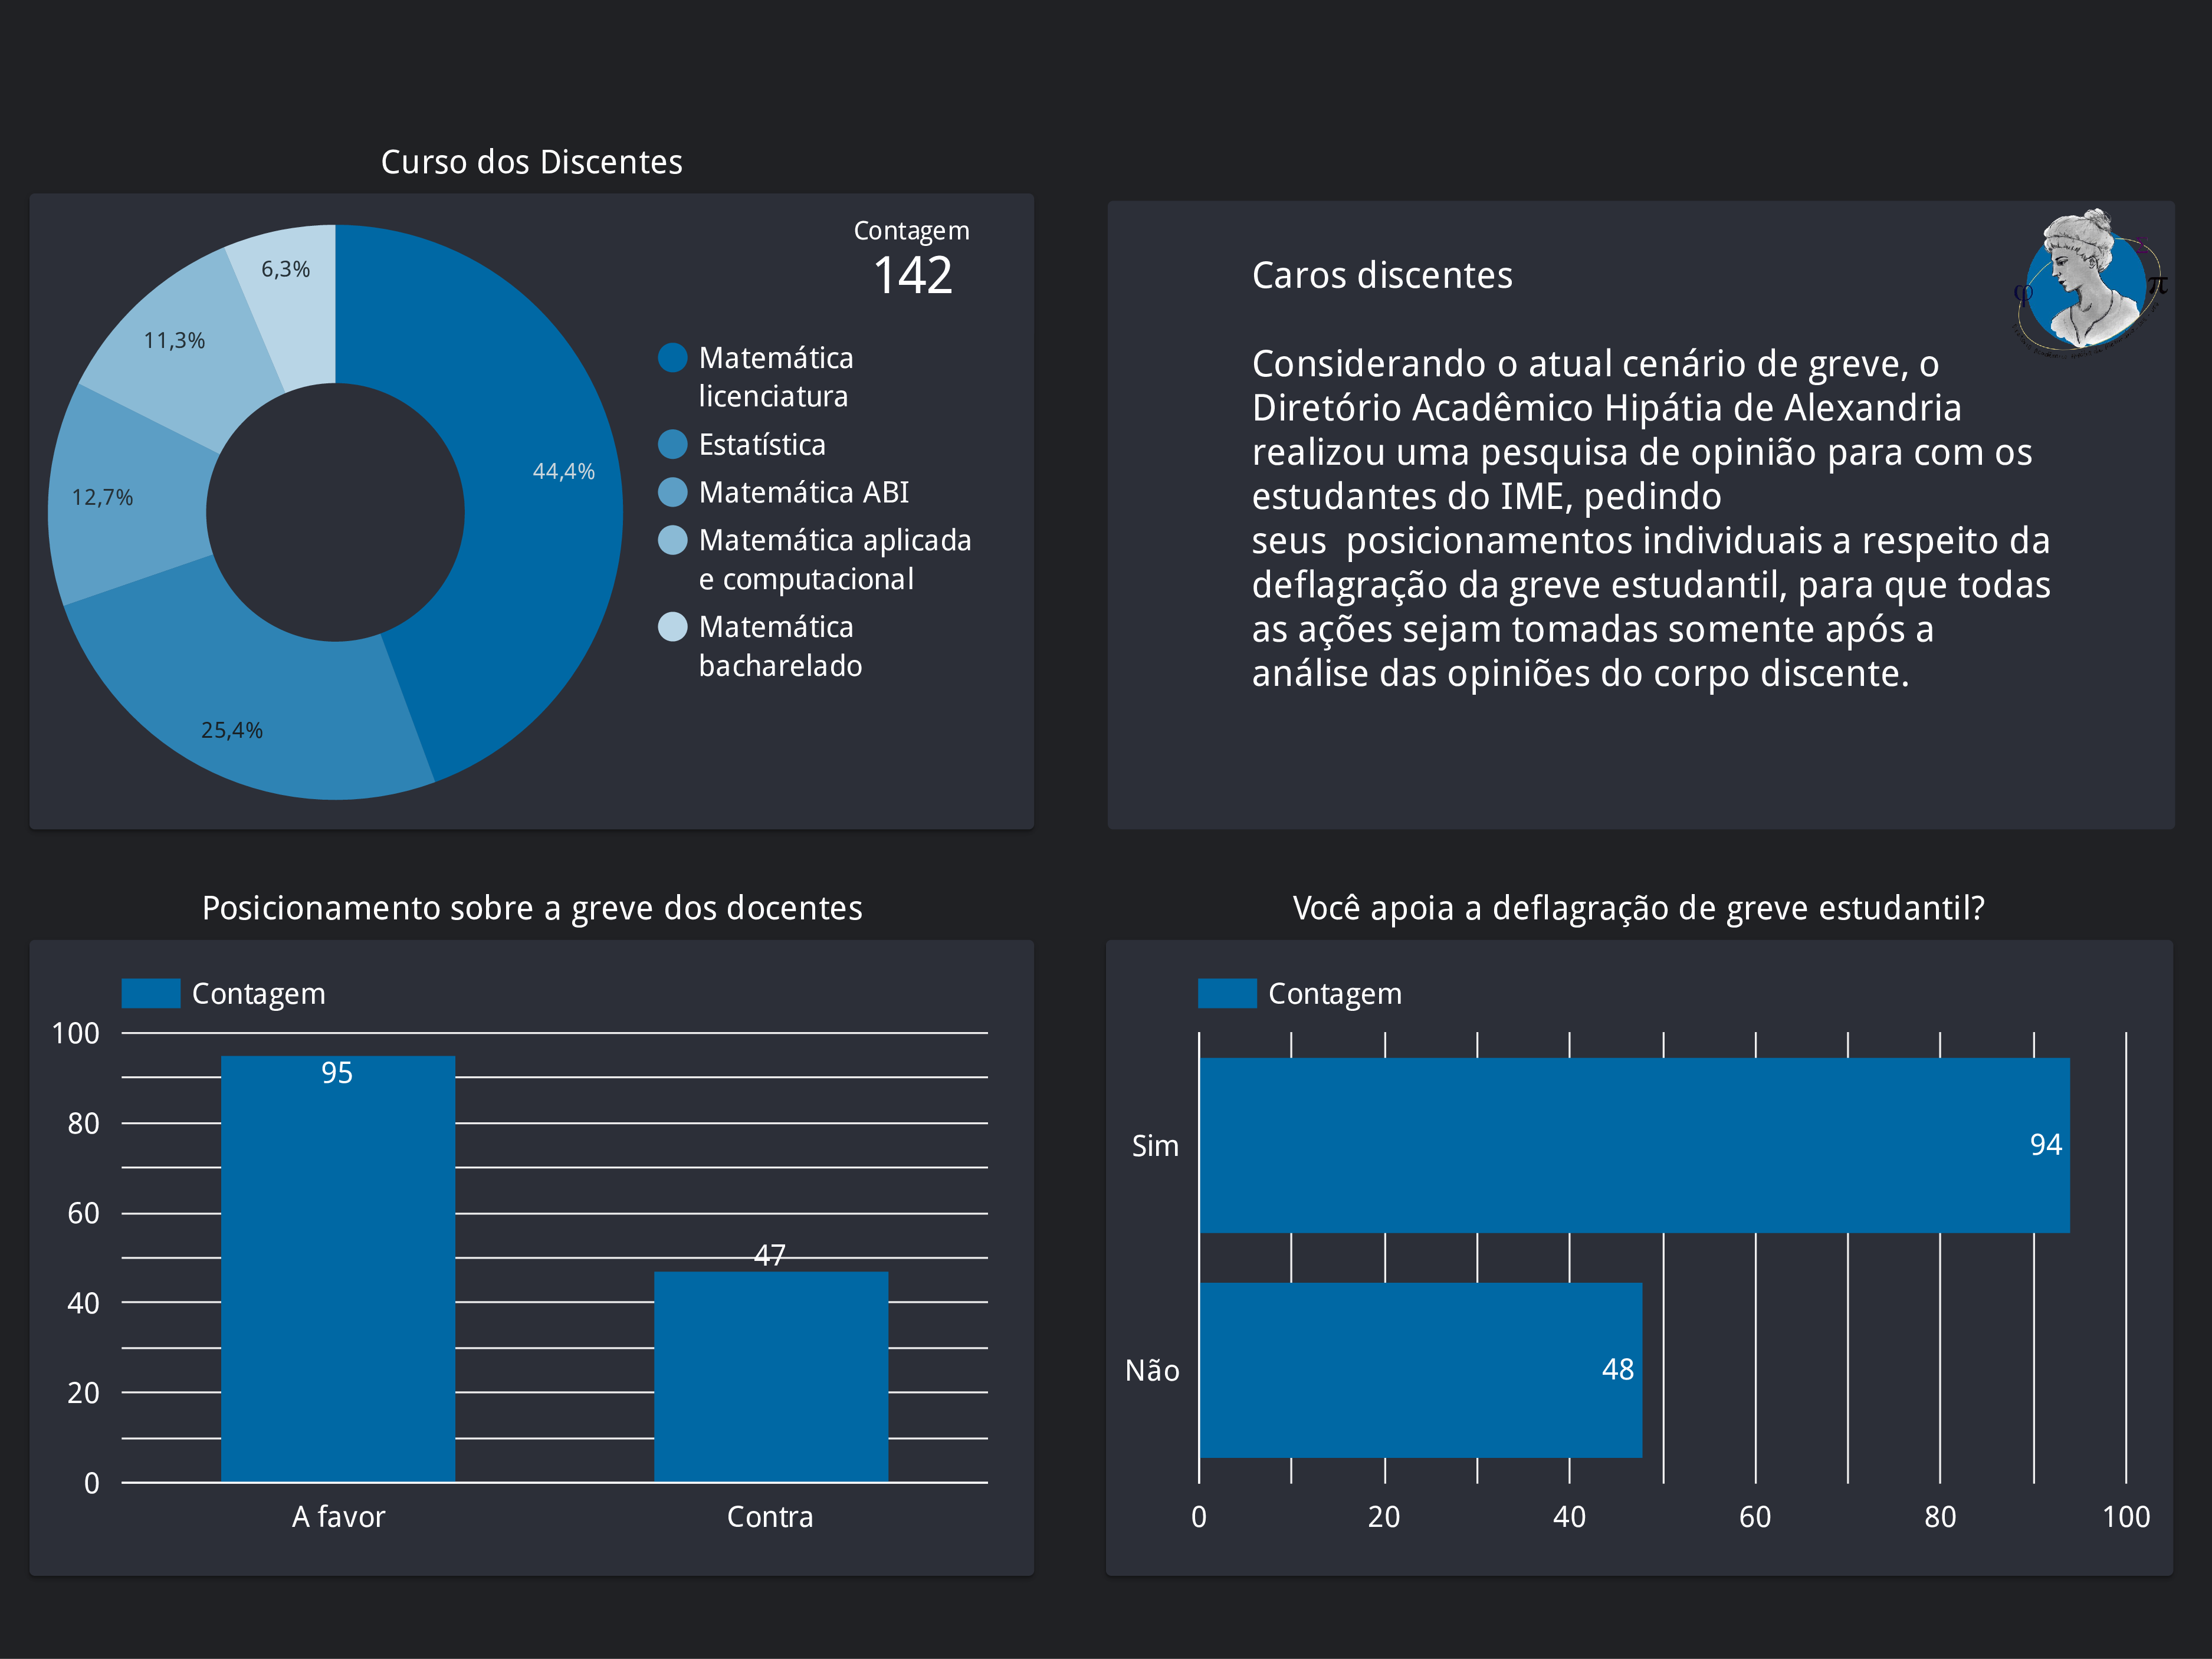 Curso dos Discentes
Contagem
142
6,3%
11,3%
12,7%
25,4%
44,4%
Matemática
licenciatura
Estatística
Matemática ABI
Matemática aplicada
e computacional
Matemática
bacharelado
φ
π
Caros discentes
Considerando o atual cenário de greve, o
Diretório Acadêmico Hipátia de Alexandria
realizou uma pesquisa de opinião para com os
estudantes do IME, pedindo
seus  posicionamentos individuais a respeito da
deflagração da greve estudantil, para que todas
as ações sejam tomadas somente após a
análise das opiniões do corpo discente.
Posicionamento sobre a greve dos docentes
Contagem
100
80
60
40
20
0
95
47
A favor
Contra
Você apoia a deflagração de greve estudantil?
Contagem
Sim
94
Não
48
0
20
40
60
80
100